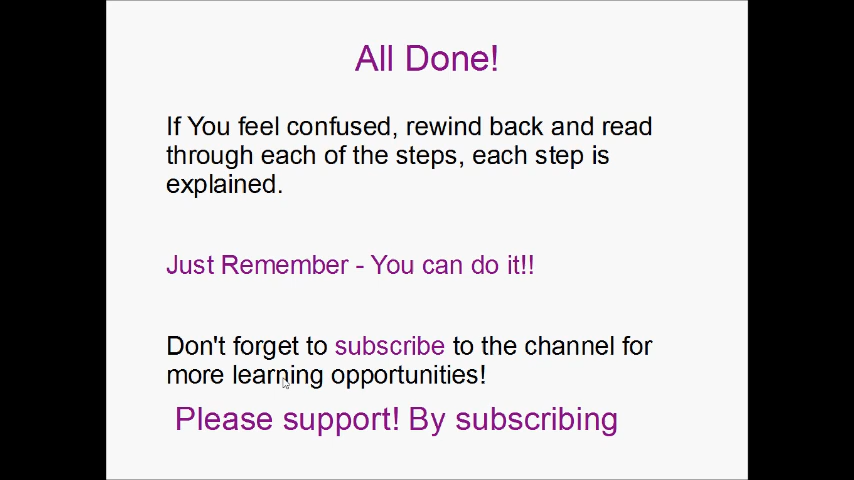 All Done!
If You feel confused, rewind back and read
through each of the steps, each step is
explained.
Just Remember - You can do it!!
Don't forget to subscribe to the channel for
more learning opportunities!
Please support! By subscribing